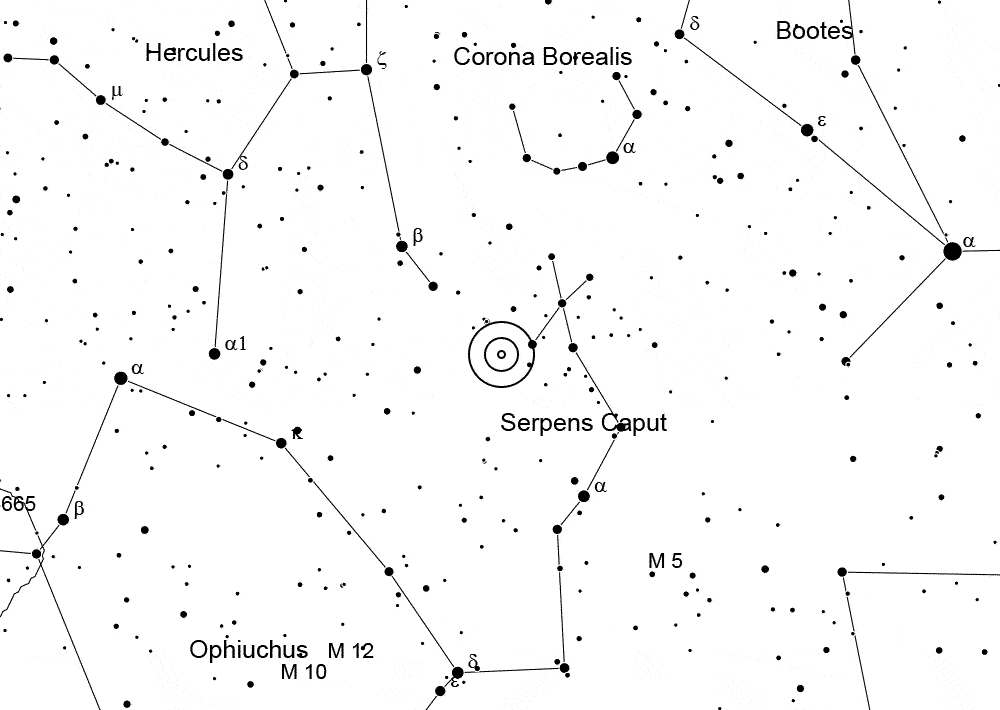 δ
Hercules
Corona Borealis
Bootes
ζ
μ
ε
α
δ
β
α
α1
α
κ
Serpens Caput
α
665
β
M 5
Ophiuchus
M 12
M 10
δ
ε